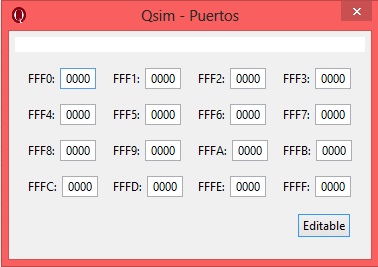 Qsim - Puertos
FFF0: 0000 FFF1: 0000 FFF2: 0000 FFF3: 0000
FFF4: 0000 FFF5: 0000 FFF6: 0000 FFF7: 0000
FFF8: 0000 FFF9: 0000 FFFA: 0000 FFFB: 0000
FFFC: 0000 FFFD: 0000 FFFE: 0000 FFFF: 0000
Editable